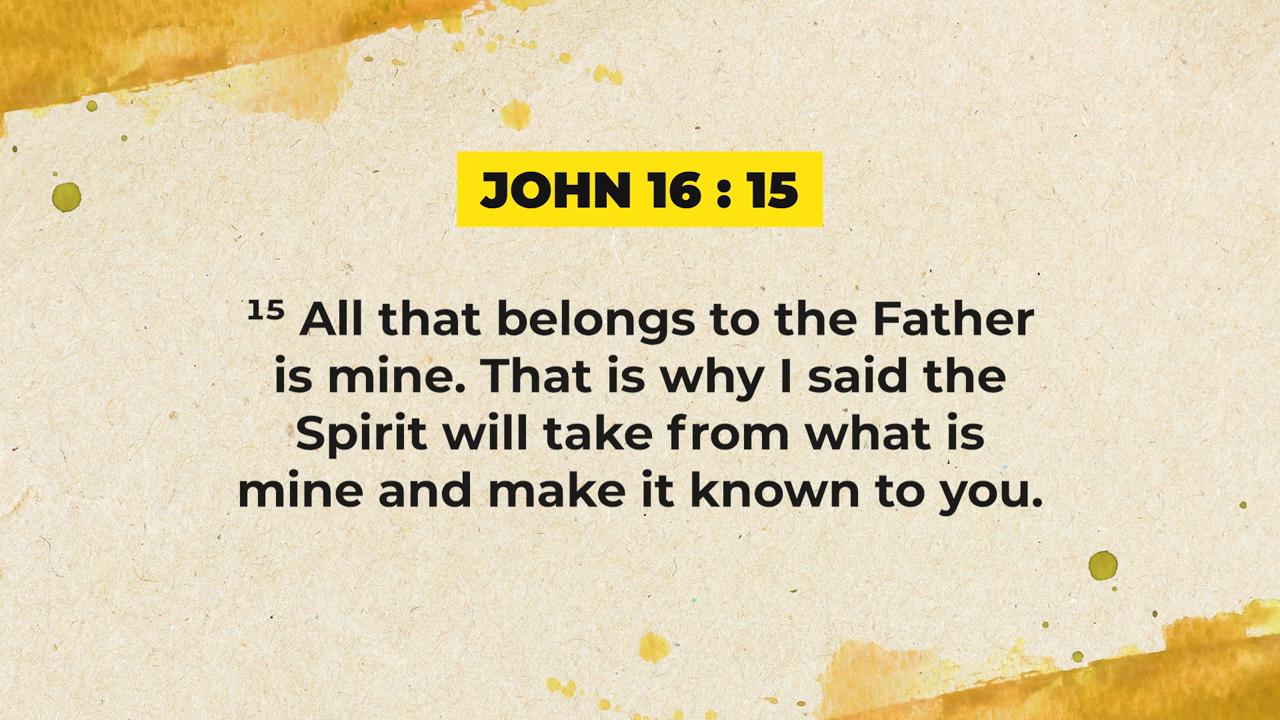 JOHN 16 : 15
¹⁵ All that belongs to the Father
is mine. That is why I said the
Spirit will take from what is
mine and make it known to you.